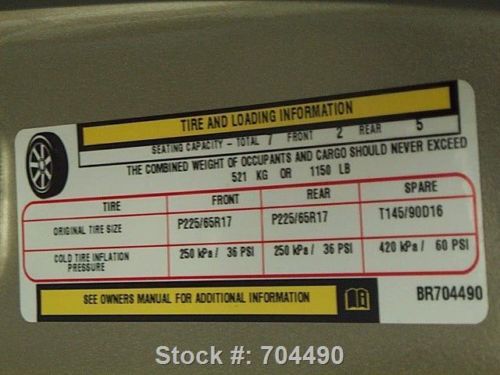 TIRE AND LOADING INFORMATION
SEATING CAPACITY - TOTAL 7 FRONT 2 REAR 5
THE COMBINED WEIGHT OF OCCUPANTS AND CARGO SHOULD NEVER EXCEED
521 KG OR 1150 LB
TIRE FRONT REAR SPARE
ORIGINAL TIRE SIZE P225/65R17 P225/65R17 T145/90D16
COLD TIRE INFLATION PRESSURE 250 kPa / 36 PSI 250 kPa / 36 PSI 420 kPa / 60 PSI
SEE OWNERS MANUAL FOR ADDITIONAL INFORMATION
BR704490
Stock #: 704490